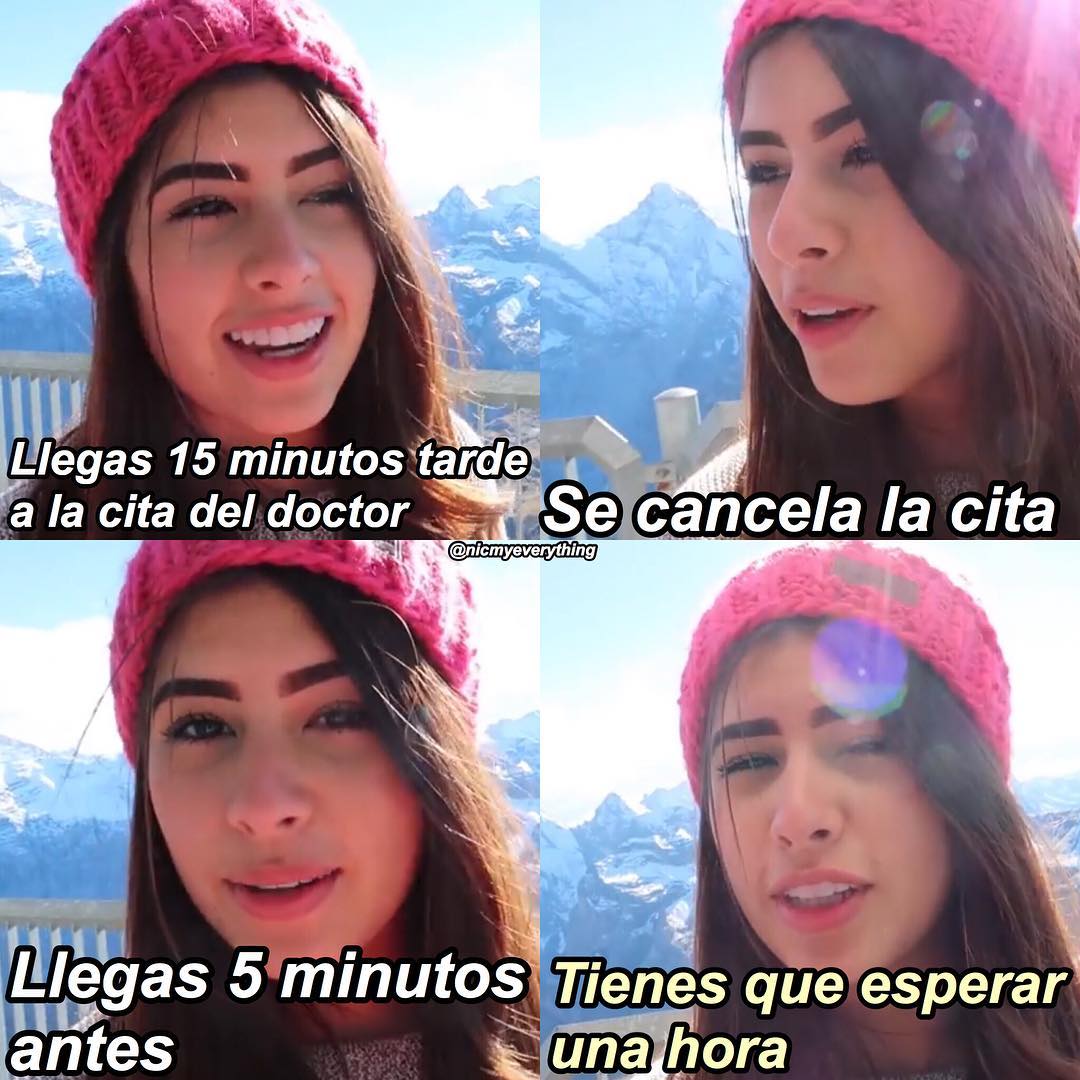 Llegas 15 minutos tarde
a la cita del doctor
Se cancela la cita
@nicmyeverything
Llegas 5 minutos
antes
Tienes que esperar
una hora